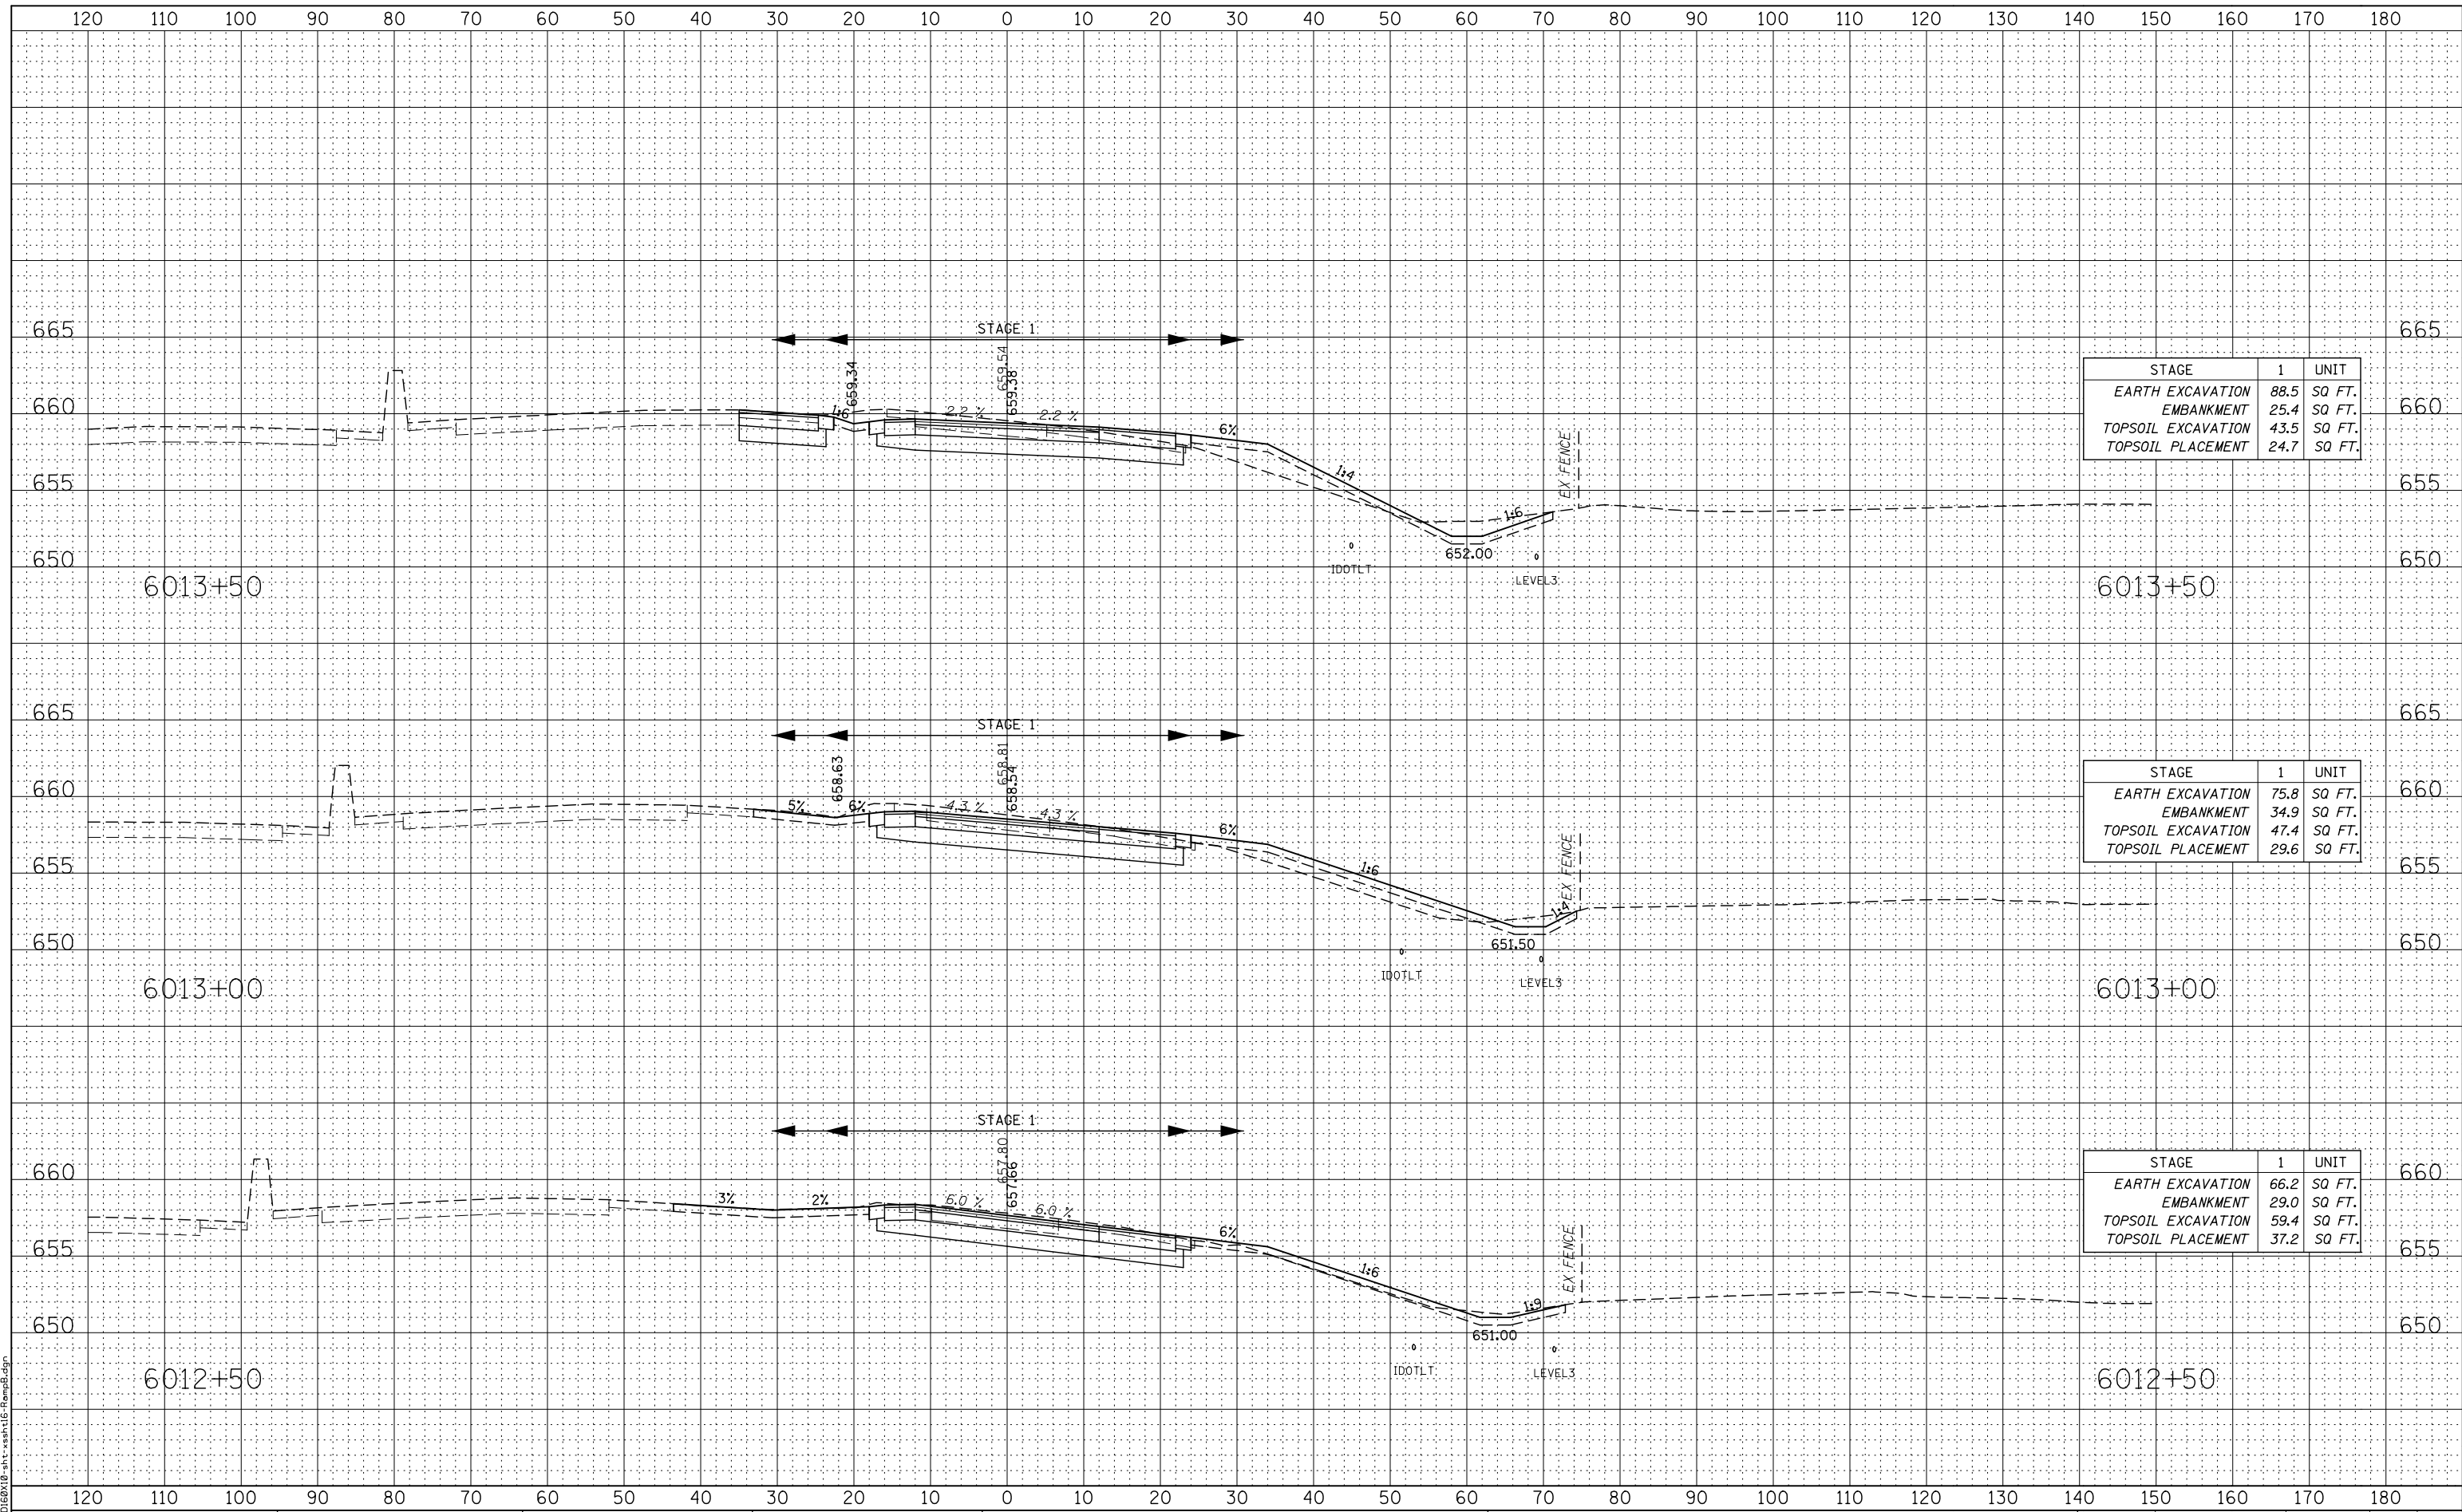 120 110 100 90 80 70 60 50 40 30 20 10 0 10 20 30 40 50 60 70 80 90 100 110 120 130 140 150 160 170 180
665 665
STAGE 1
659.34
659.54
659.38
660 660
1:6
2.2 %
2.2 %
6%
1:4
EX FENCE
1:6
655 655
652.00
650 650
IDOTLT
LEVEL3
6013+50 6013+50
STAGE 1 UNIT
EARTH EXCAVATION 88.5 SQ FT.
EMBANKMENT 25.4 SQ FT.
TOPSOIL EXCAVATION 43.5 SQ FT.
TOPSOIL PLACEMENT 24.7 SQ FT.
665 665
STAGE 1
658.63
658.81
658.54
660 660
5%
6%
4.3 %
4.3 %
6%
1:6
EX FENCE
1:4
655 655
651.50
650 650
IDOTLT
LEVEL3
6013+00 6013+00
STAGE 1 UNIT
EARTH EXCAVATION 75.8 SQ FT.
EMBANKMENT 34.9 SQ FT.
TOPSOIL EXCAVATION 47.4 SQ FT.
TOPSOIL PLACEMENT 29.6 SQ FT.
STAGE 1
657.80
657.66
660 660
3%
2%
6.0 %
6.0 %
6%
1:6
EX FENCE
1:9
655 655
651.00
650 650
IDOTLT
LEVEL3
6012+50 6012+50
STAGE 1 UNIT
EARTH EXCAVATION 66.2 SQ FT.
EMBANKMENT 29.0 SQ FT.
TOPSOIL EXCAVATION 59.4 SQ FT.
TOPSOIL PLACEMENT 37.2 SQ FT.
120 110 100 90 80 70 60 50 40 30 20 10 0 10 20 30 40 50 60 70 80 90 100 110 120 130 140 150 160 170 180